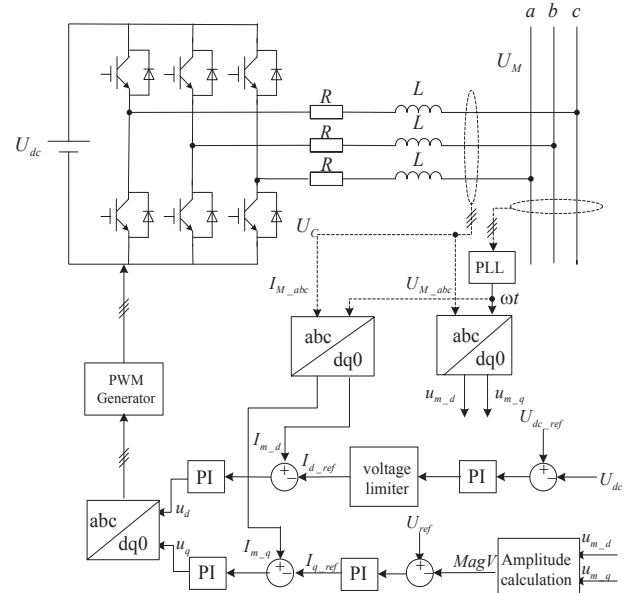 a b c
U_M
R L
U_dc
R L
R L
U_C
PLL
I_M_abc
U_M_abc
ωt
abc
dq0
abc
dq0
PWM
Generator
u_m_d
u_m_q
U_dc_ref
I_m_d
I_d_ref
voltage
limiter
PI
+
−
PI
+
−
U_dc
abc
dq0
u_d
u_q
I_m_q
U_ref
I_q_ref
PI
+
−
PI
+
−
MagV
Amplitude
calculation
u_m_d
u_m_q